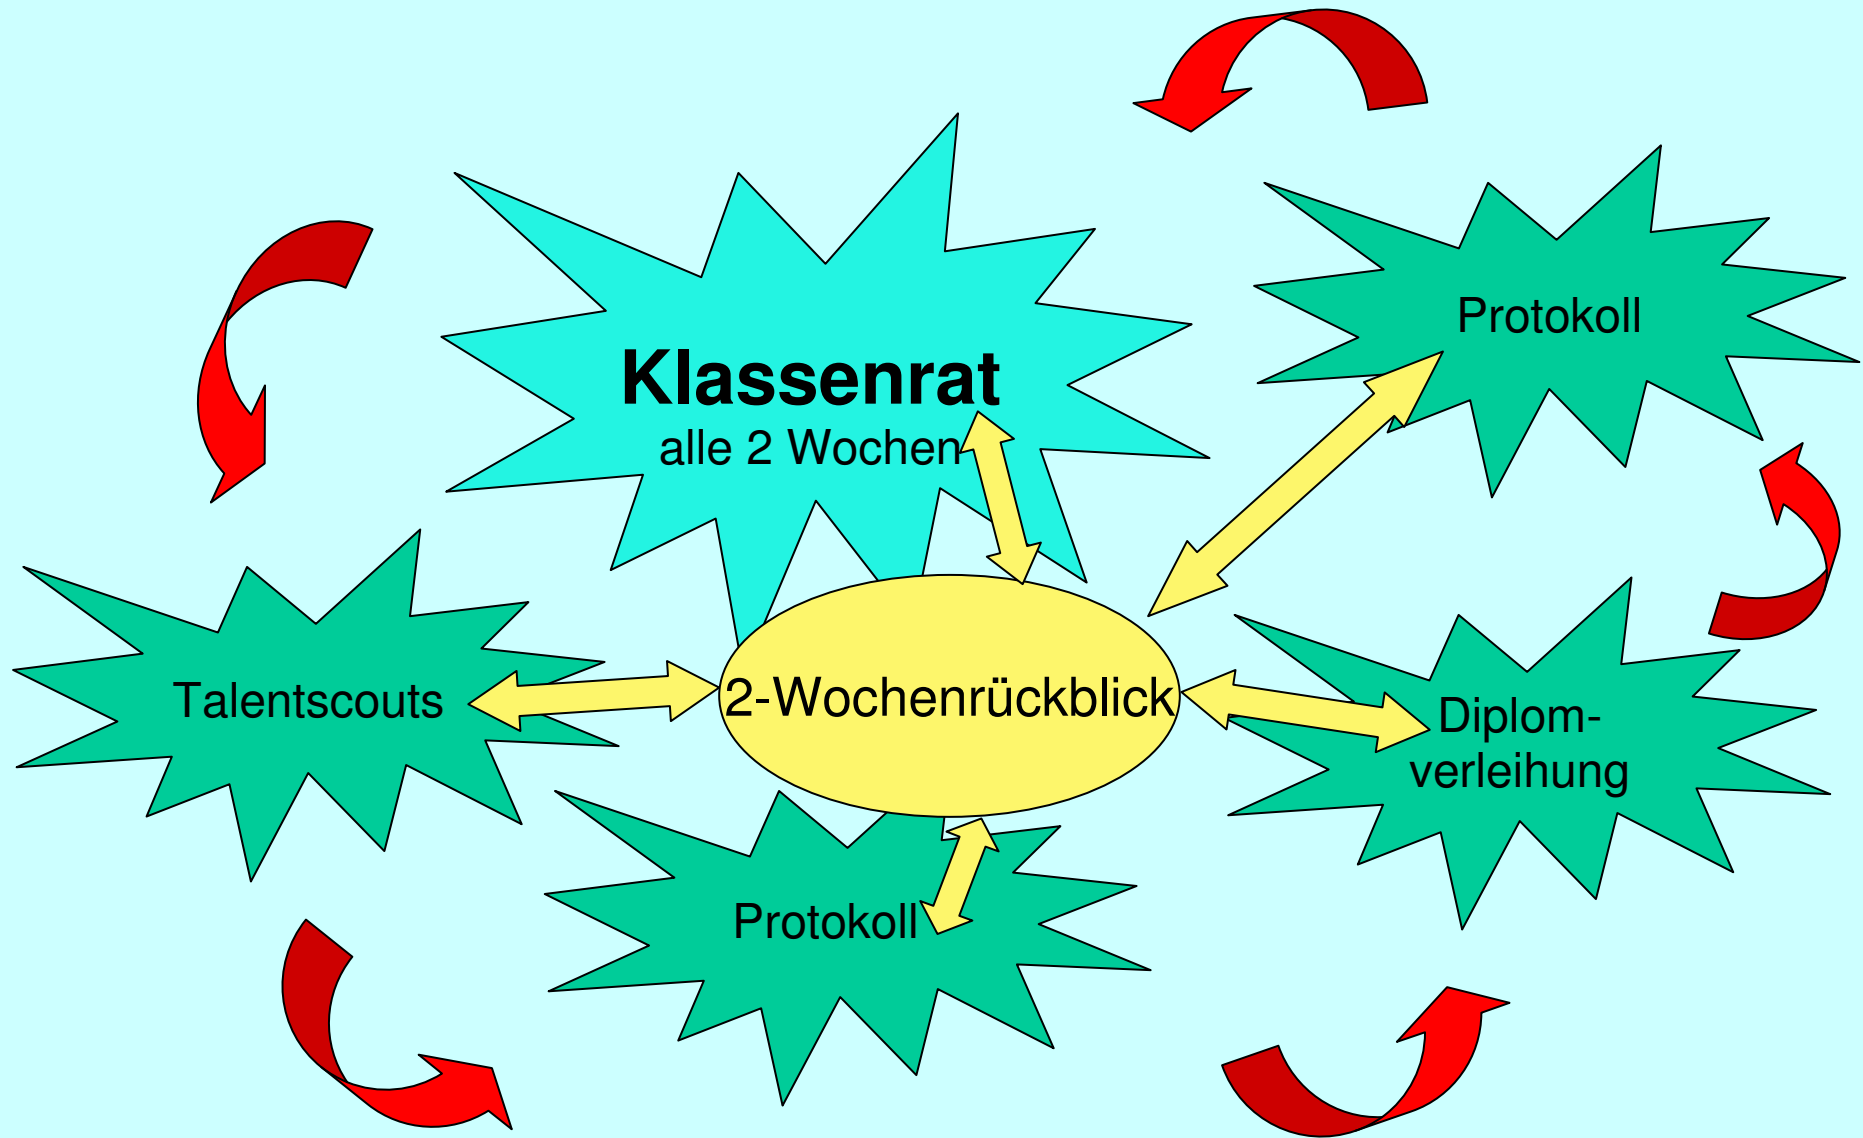 Klassenrat
alle 2 Wochen
Protokoll
Talentscouts
2-Wochenrückblick
Diplom-
verleihung
Protokoll